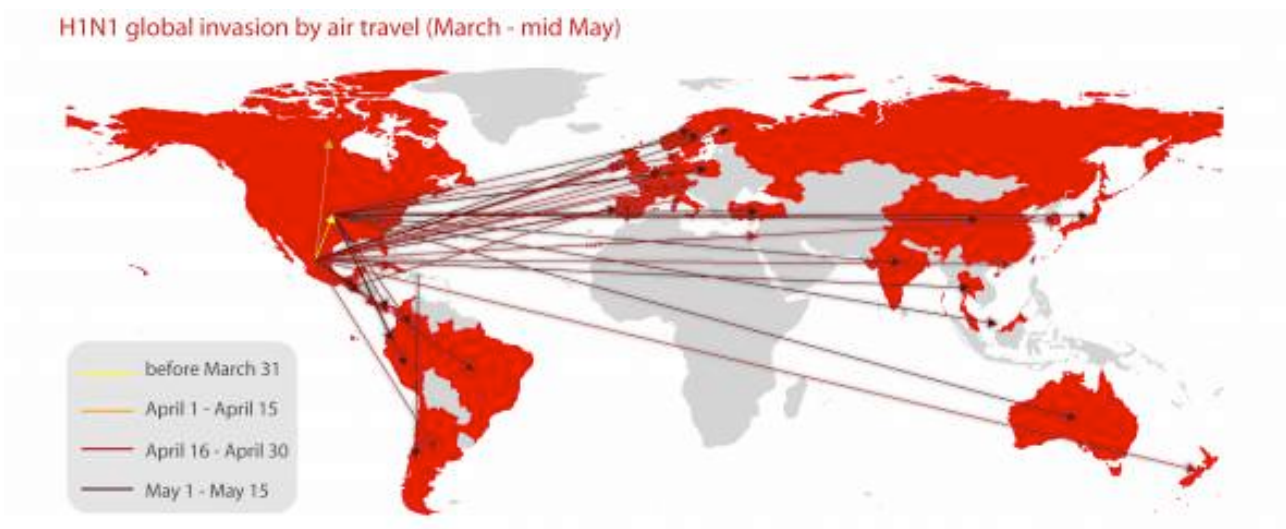 H1N1 global invasion by air travel (March - mid May)
before March 31
April 1 - April 15
April 16 - April 30
May 1 - May 15